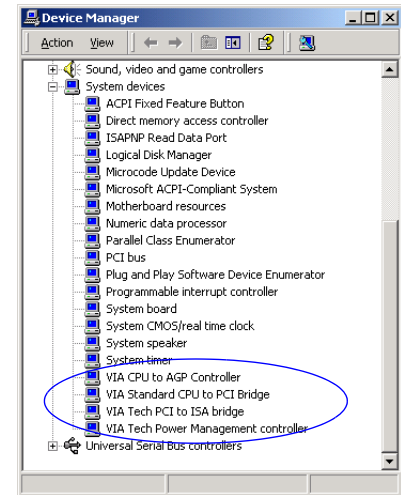 Device Manager
Action View
Sound, video and game controllers
System devices
ACPI Fixed Feature Button
Direct memory access controller
ISAPNP Read Data Port
Logical Disk Manager
Microcode Update Device
Microsoft ACPI-Compliant System
Motherboard resources
Numeric data processor
Parallel Class Enumerator
PCI bus
Plug and Play Software Device Enumerator
Programmable interrupt controller
System board
System CMOS/real time clock
System speaker
System timer
VIA CPU to AGP Controller
VIA Standard CPU to PCI Bridge
VIA Tech PCI to ISA bridge
VIA Tech Power Management controller
Universal Serial Bus controllers